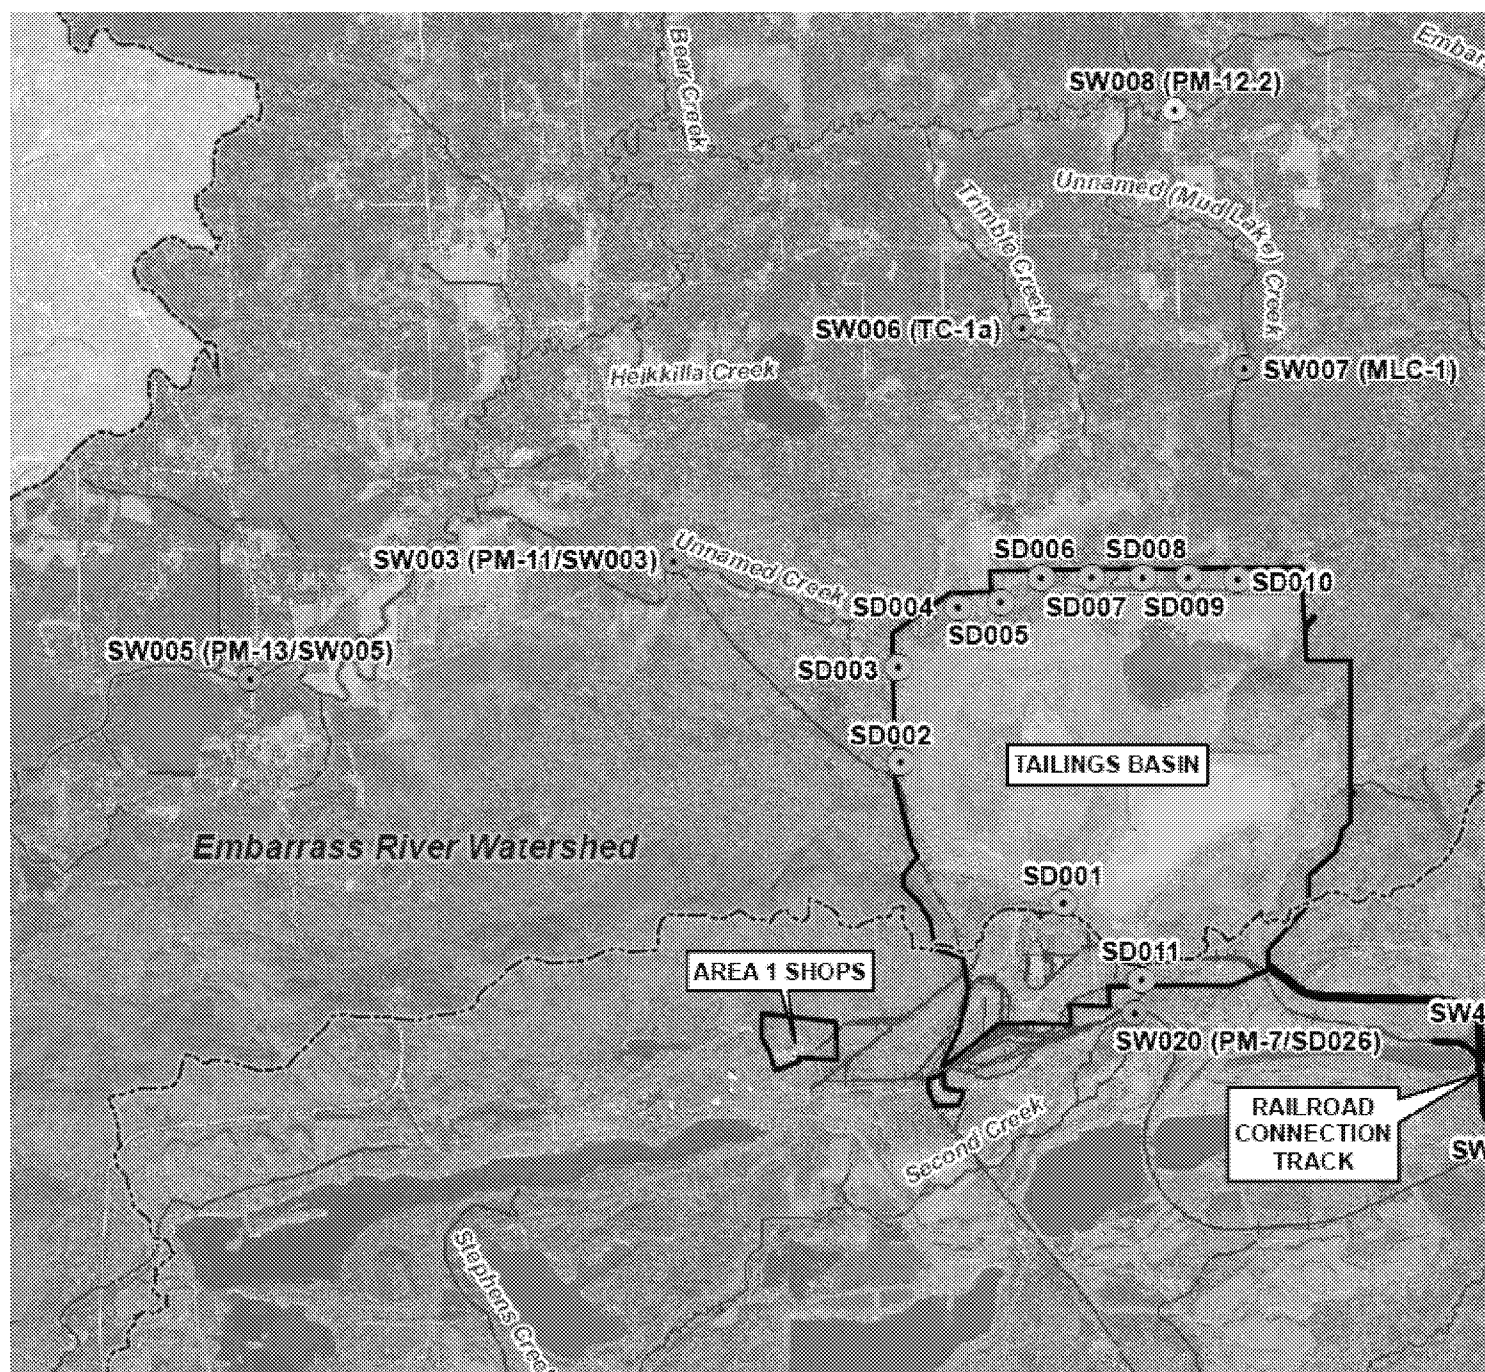 Embarr
Bear Creek
SW008 (PM-12.2)
Unnamed (Mud Lake) Creek
Trimble Creek
SW006 (TC-1a)
SW007 (MLC-1)
Heikkilla Creek
SW003 (PM-11/SW003)
Unnamed Creek
SD006
SD008
SD010
SD004
SD007
SD009
SD005
SW005 (PM-13/SW005)
SD003
SD002
TAILINGS BASIN
Embarrass River Watershed
SD001
SD011
AREA 1 SHOPS
SW4
SW020 (PM-7/SD026)
RAILROAD
CONNECTION
TRACK
SW
Second Creek
Stephens Creek